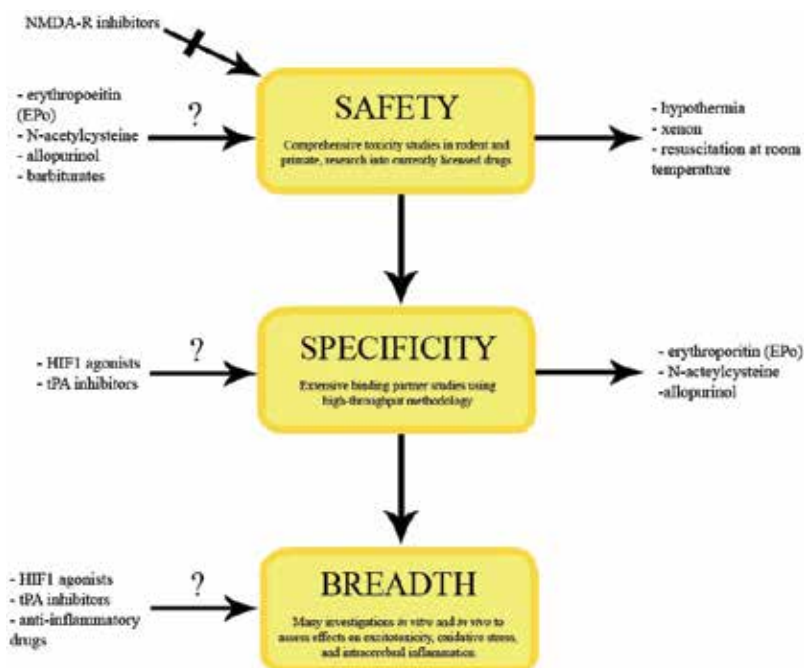 NMDA-R inhibitors
- erythropoeitin
(EPo)
- N-acetylcysteine
- allopurinol
- barbiturates
?
SAFETY
Comprehensive toxicity studies in rodent and
primate, research into currently licensed drugs
- hypothermia
- xenon
- resuscitation at room
temperature
- HIF1 agonists
- tPA inhibitors
?
SPECIFICITY
Extensive binding partner studies using
high-throughput methodology
- erythroporitin (EPo)
- N-acteylcysteine
-allopurinol
- HIF1 agonists
- tPA inhibitors
- anti-inflammatory
drugs
?
BREADTH
Many investigations in vitro and in vivo to
assess effects on excitotoxicity, oxidative stress,
and intracerebral inflammation